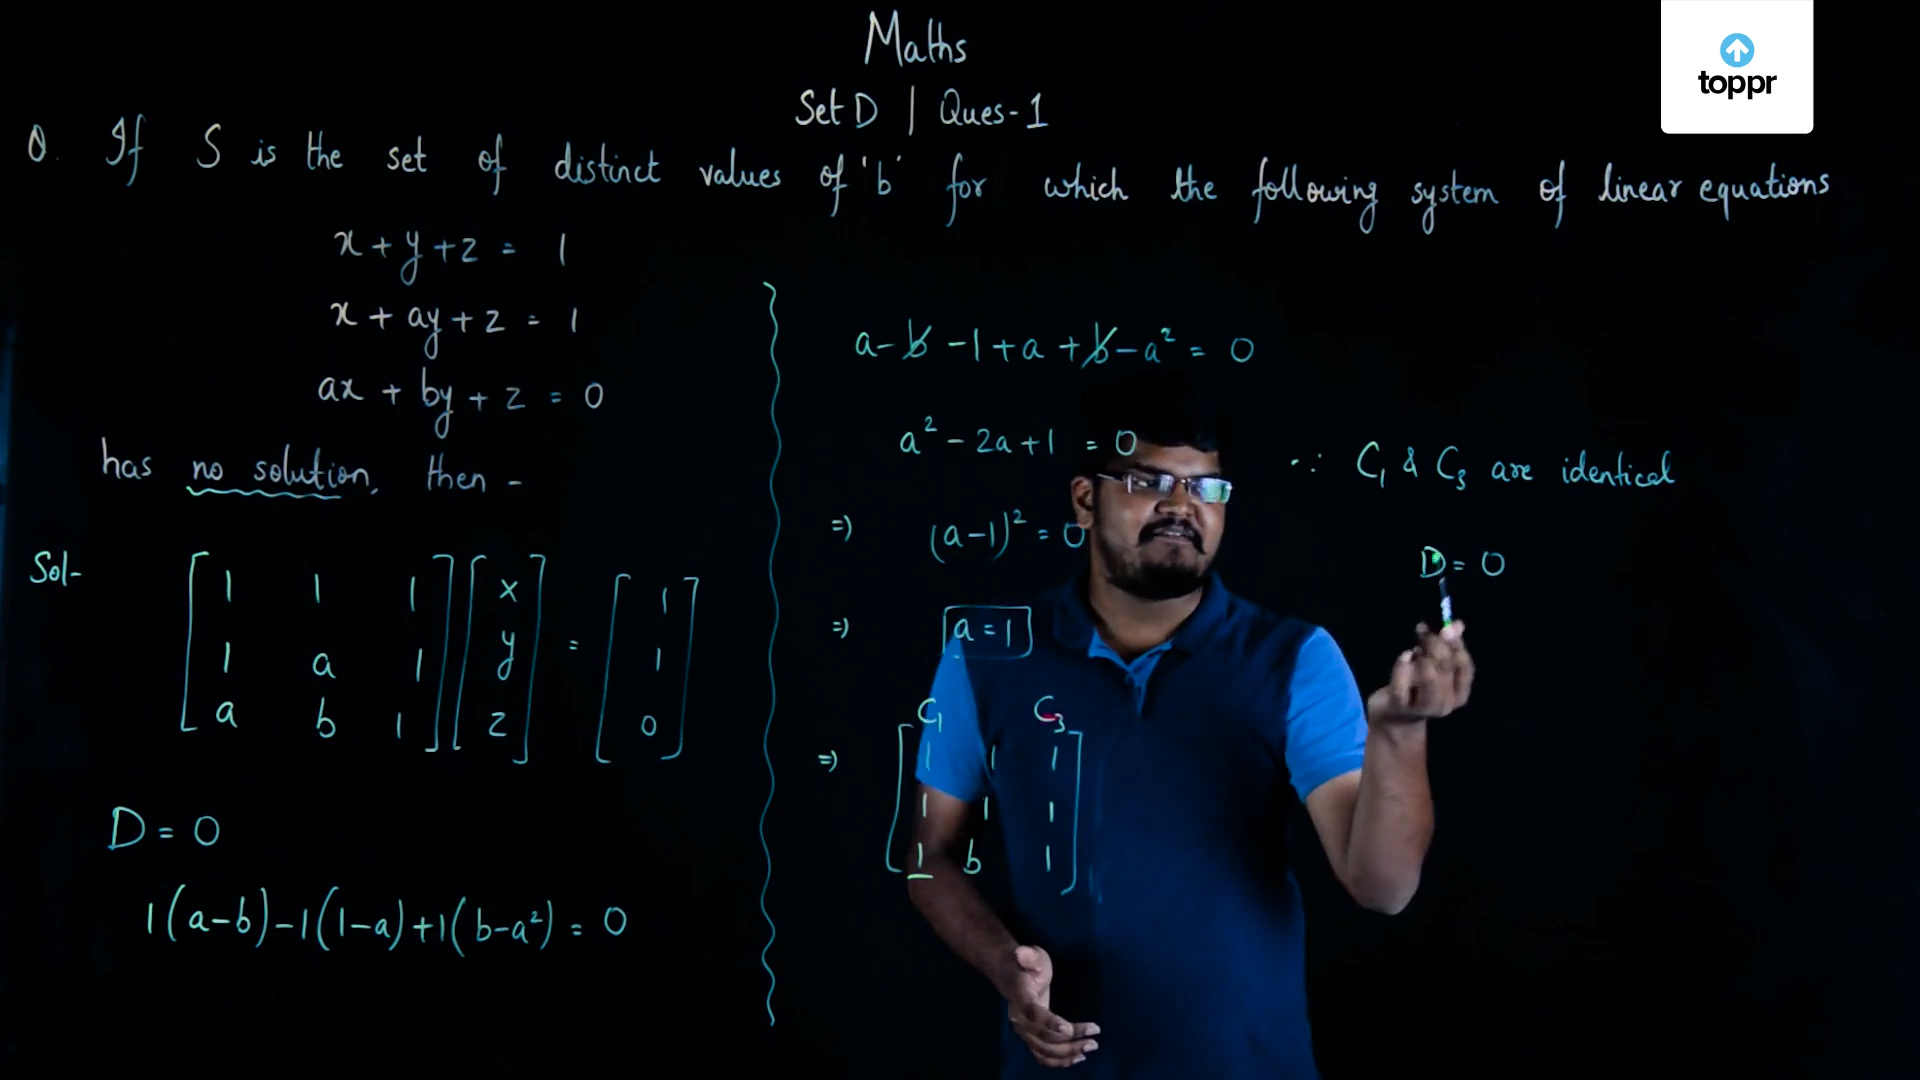 Maths
toppr
Set D | Ques-1
Q. If S is the set of distinct values of 'b' for which the following system of linear equations
x + y + z = 1
x + ay + z = 1
ax + by + z = 0
has no solution, then -
Sol-
[1 1 1] [x] = [1]
[1 a 1] [y] [1]
[a b 1] [z] [0]
D = 0
1(a-b)-1(1-a)+1(b-a²) = 0
a-b-1+a+b-a² = 0
a² - 2a + 1 = 0
=> (a-1)² = 0
=> a = 1
C₁ C₃
=> [1 1 1]
[1 1 1]
[1 b 1]
∵ C₁ & C₃ are identical
D = 0